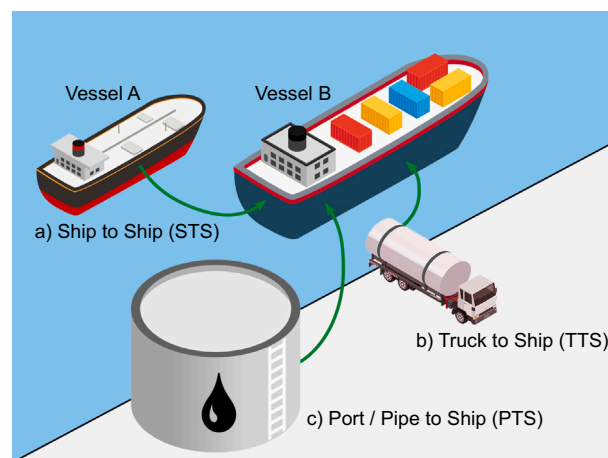 Vessel A
Vessel B
a) Ship to Ship (STS)
b) Truck to Ship (TTS)
c) Port / Pipe to Ship (PTS)